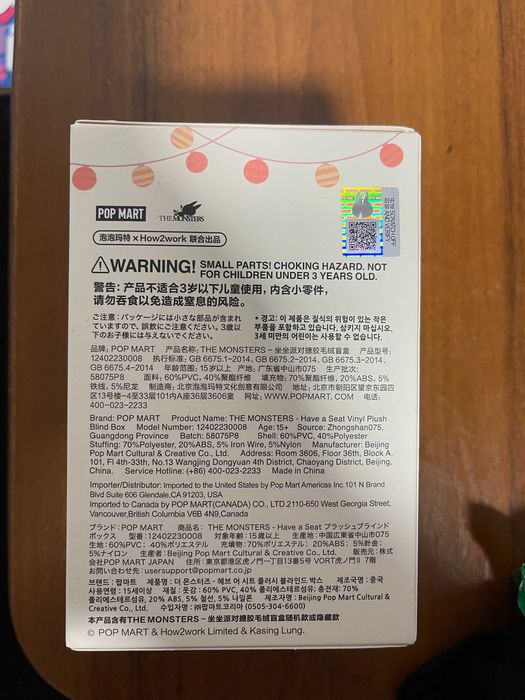 POP MART THE MONSTERS
泡泡玛特 × How2work 联合出品
WARNING! SMALL PARTS! CHOKING HAZARD. NOT
FOR CHILDREN UNDER 3 YEARS OLD.
警告: 产品不适合3岁以下儿童使用，内含小零件，
请勿吞食以免造成窒息的风险。
ご注意：パッケージには小さな部品が含まれ
ていますので、誤飲にご注意ください。3歳以
下のお子様には与えないでください。
• 경고: 이 제품은 질식의 위험이 있는 작은
부품을 포함하고 있습니다. 삼키지 마십시오.
3세 미만의 어린이는 사용할 수 없습니다.
品牌: POP MART 产品名称: THE MONSTERS - 坐坐派对搪胶毛绒盲盒 产品型号:
12402230008 执行标准: GB 6675.1-2014、GB 6675.2-2014、GB 6675.3-2014、
GB 6675.4-2014 年龄范围: 15岁以上 产地: 广东省中山市075 生产批次:
58075P8 面料: 60%PVC, 40%聚酯纤维 填充物: 70%聚酯纤维, 20%ABS, 5%
铁线, 5%尼龙 制造商: 北京泡泡玛特文化创意有限公司 地址: 北京市朝阳区望京东园四
区13号楼-4至33层101内A座36层3606室 网址: WWW.POPMART.COM 电话:
400-023-2233
Brand: POP MART Product Name: THE MONSTERS - Have a Seat Vinyl Plush
Blind Box Model Number: 12402230008 Age:15+ Source: Zhongshan075,
Guangdong Province Batch: 58075P8 Shell: 60%PVC, 40%Polyester
Stuffing: 70%Polyester, 20%ABS, 5% Iron Wire, 5%Nylon Manufacturer: Beijing
Pop Mart Cultural & Creative Co., Ltd. Address: Room 3606, Floor 36th, Block A,
101, Fl 4th-33th, No.13 Wangjing Dongyuan 4th District, Chaoyang District, Beijing,
China. Service Hotline: (+86) 400-023-2233 Made in China
Importer/Distributor: Imported to the United States by Pop Mart Americas Inc.101 N Brand
Blvd Suite 606 Glendale,CA 91203, USA
Imported to Canada by POP MART(CANADA) CO., LTD.2110-650 West Georgia Street,
Vancouver,British Columbia V6B 4N9,Canada
ブランド：POP MART 商品名： THE MONSTERS - Have a Seat プラッシュブラインド
ボックス 型番：12402230008 対象年齢：15歳以上 生産地：中国広東省中山市075
生地：60%PVC; 40%ポリエステル 充填物：70%ポリエステル； 20%ABS； 5%針金；
5%ナイロン 生産者：Beijing Pop Mart Cultural & Creative Co., Ltd. 販売元：株式
会社POP MART JAPAN 住所：東京都港区虎ノ門一丁目13番5号 VORT虎ノ門II 7階
お問い合わせ先：usersupport@popmart.co.jp
브랜드 : 팝마트 제품명 : 더 몬스터즈 - 해브 어 시트 플러시 블라인드 박스 제조국명 : 중국
사용연령 : 15세이상 재질: 옷감: 60% PVC, 40% 폴리에스테르섬유; 충전재: 70%
폴리에스테르섬유, 20% ABS, 5% 철선, 5% 나일론 제조자명 : Beijing Pop Mart Cultural &
Creative Co., Ltd. 수입자명 : ㈜팝마트코리아 (0505-304-6600)
本产品含有THE MONSTERS - 坐坐派对搪胶毛绒盲盒随机款或隐藏款
© POP MART & How2work Limited & Kasing Lung.